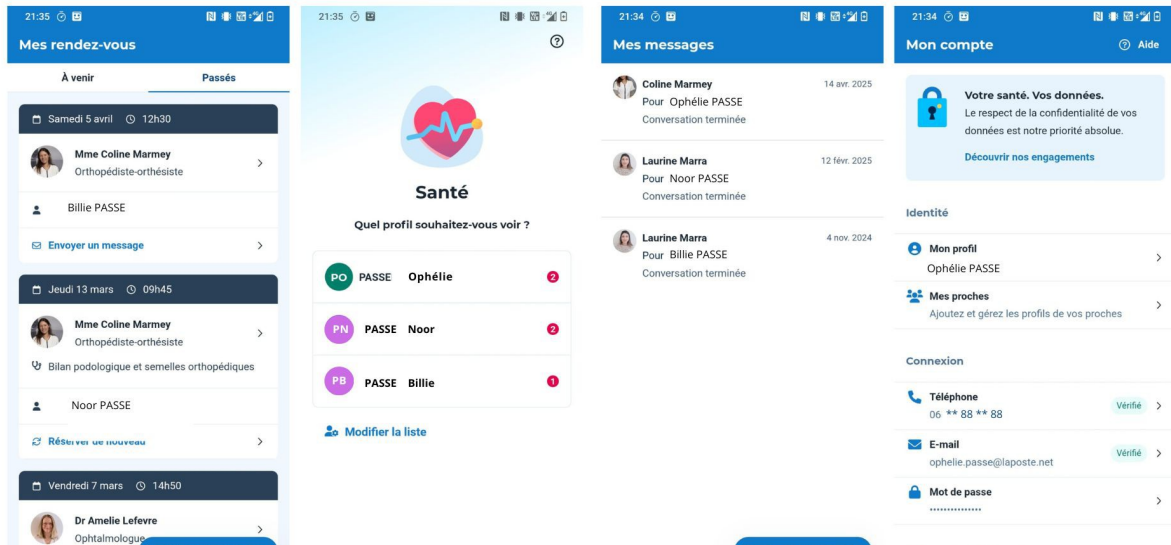 21:35
Mes rendez-vous
À venir
Passés
Samedi 5 avril 12h30
Mme Coline Marmey
Orthopédiste-orthésiste
Billie PASSE
Envoyer un message
Jeudi 13 mars 09h45
Mme Coline Marmey
Orthopédiste-orthésiste
Bilan podologique et semelles orthopédiques
Noor PASSE
Réserver de nouveau
Vendredi 7 mars 14h50
Dr Amelie Lefevre
Ophtalmologue
21:35
Santé
Quel profil souhaitez-vous voir ?
PO PASSE Ophélie 2
PN PASSE Noor 2
PB PASSE Billie 1
Modifier la liste
21:34
Mes messages
Coline Marmey 14 avr. 2025
Pour Ophélie PASSE
Conversation terminée
Laurine Marra 12 févr. 2025
Pour Noor PASSE
Conversation terminée
Laurine Marra 4 nov. 2024
Pour Billie PASSE
Conversation terminée
21:34
Mon compte
Aide
Votre santé. Vos données.
Le respect de la confidentialité de vos
données est notre priorité absolue.
Découvrir nos engagements
Identité
Mon profil
Ophélie PASSE
Mes proches
Ajoutez et gérez les profils de vos proches
Connexion
Téléphone
06 ** 88 ** 88
Vérifié
E-mail
ophelie.passe@laposte.net
Vérifié
Mot de passe
...............